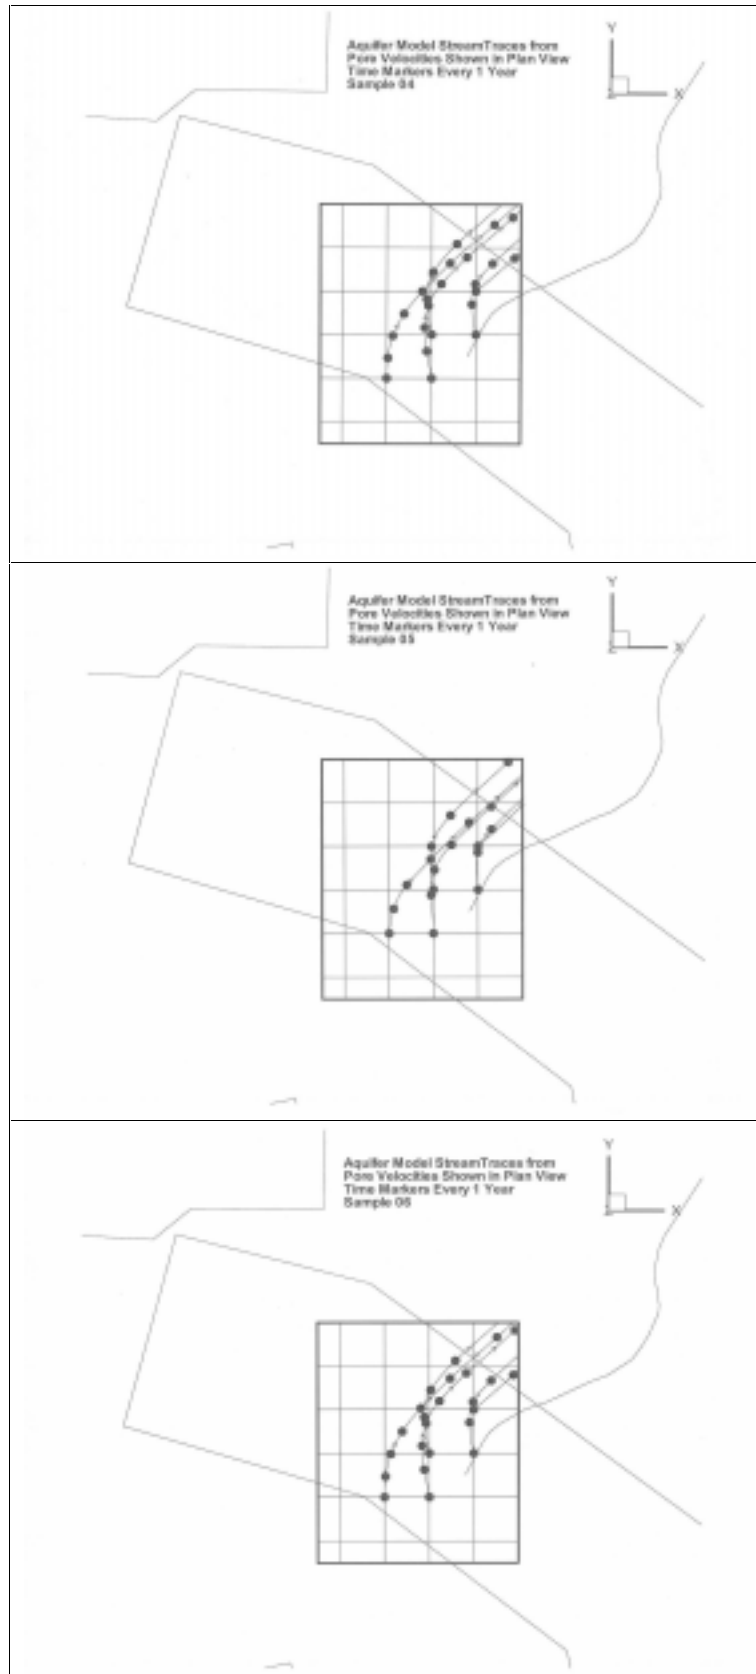 Aquifer Model StreamTraces from
Pore Velocities Shown in Plan View
Time Markers Every 1 Year
Sample 04
Y
Z
X
Aquifer Model StreamTraces from
Pore Velocities Shown in Plan View
Time Markers Every 1 Year
Sample 05
Y
Z
X
Aquifer Model StreamTraces from
Pore Velocities Shown in Plan View
Time Markers Every 1 Year
Sample 06
Y
Z
X